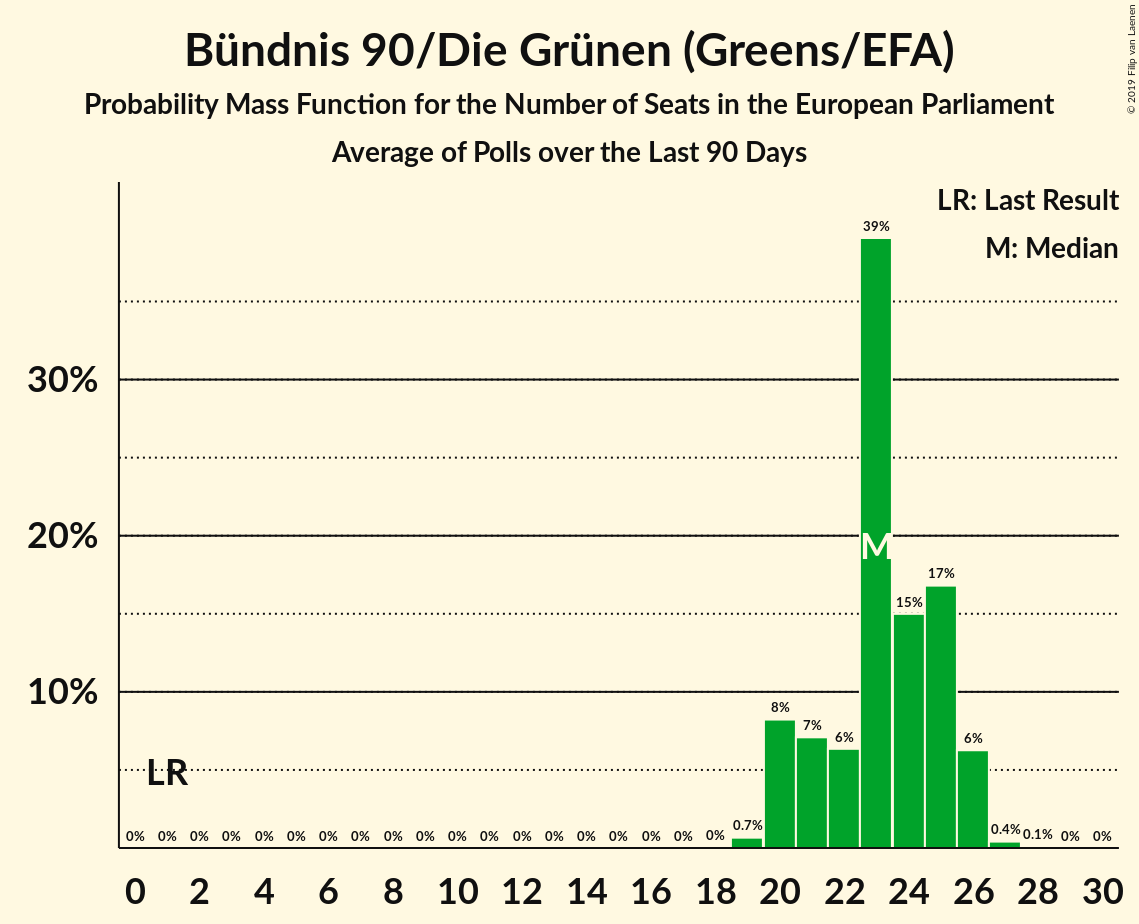 Bündnis 90/Die Grünen (Greens/EFA)
Probability Mass Function for the Number of Seats in the European Parliament
Average of Polls over the Last 90 Days
© 2019 Filip van Laenen
LR: Last Result
M: Median
39%
30%
20%
M
17%
15%
10%
8%
7%
6%
6%
LR
0% 0% 0% 0% 0% 0% 0% 0% 0% 0% 0% 0% 0% 0% 0% 0% 0% 0% 0% 0.7% 0.4% 0.1% 0% 0%
0 2 4 6 8 10 12 14 16 18 20 22 24 26 28 30